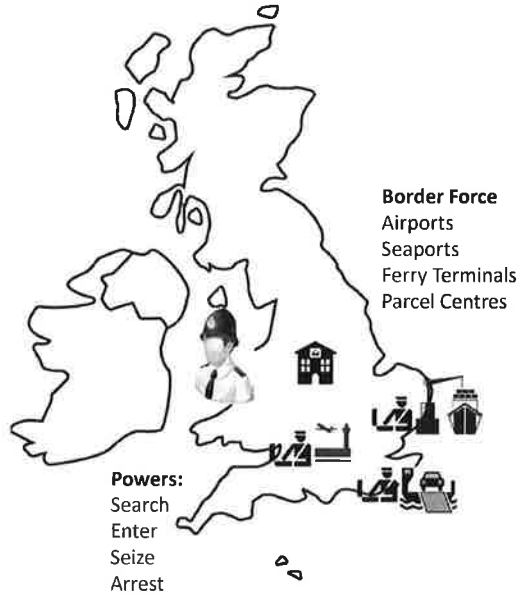 Border Force
Airports
Seaports
Ferry Terminals
Parcel Centres
Powers:
Search
Enter
Seize
Arrest